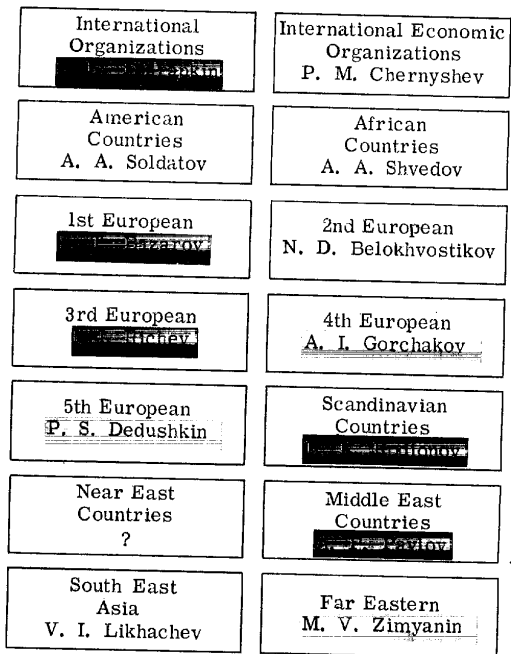 International
Organizations
International Economic
Organizations
P. M. Chernyshev
American
Countries
A. A. Soldatov
African
Countries
A. A. Shvedov
1st European
Bazarov
2nd European
N. D. Belokhvostikov
3rd European
4th European
A. I. Gorchakov
5th European
P. S. Dedushkin
Scandinavian
Countries
Near East
Countries
?
Middle East
Countries
Pavlov
South East
Asia
V. I. Likhachev
Far Eastern
M. V. Zimyanin